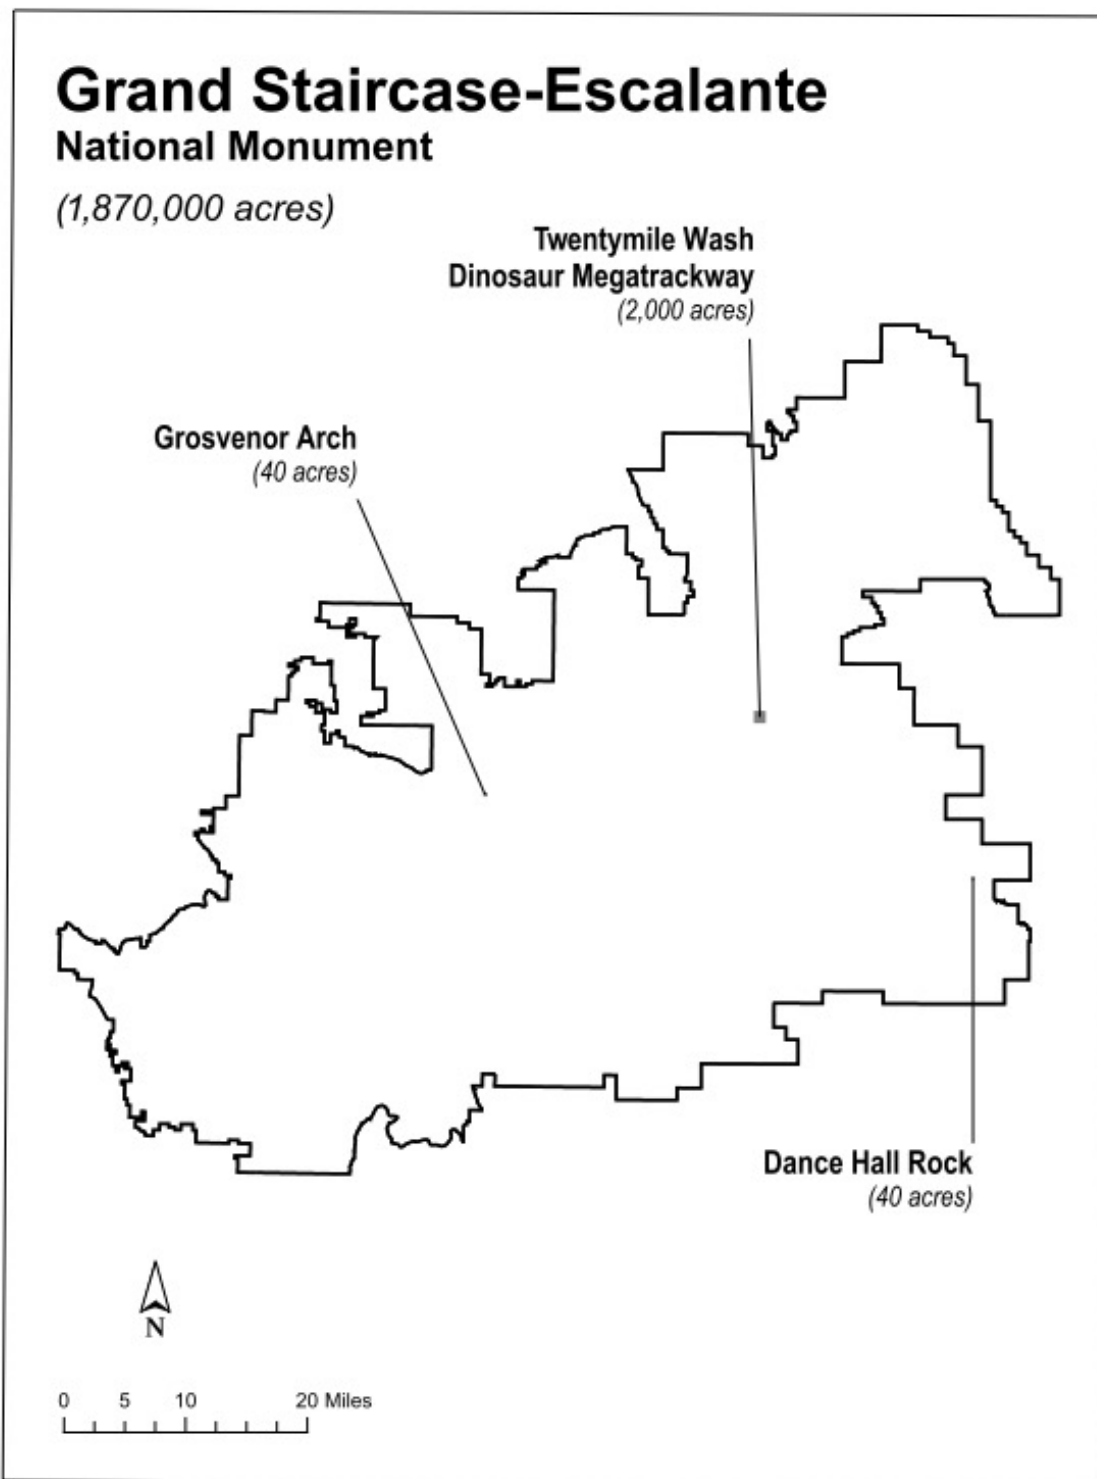 Grand Staircase-Escalante
National Monument
(1,870,000 acres)
Twentymile Wash
Dinosaur Megatrackway
(2,000 acres)
Grosvenor Arch
(40 acres)
Dance Hall Rock
(40 acres)
N
0 5 10 20 Miles